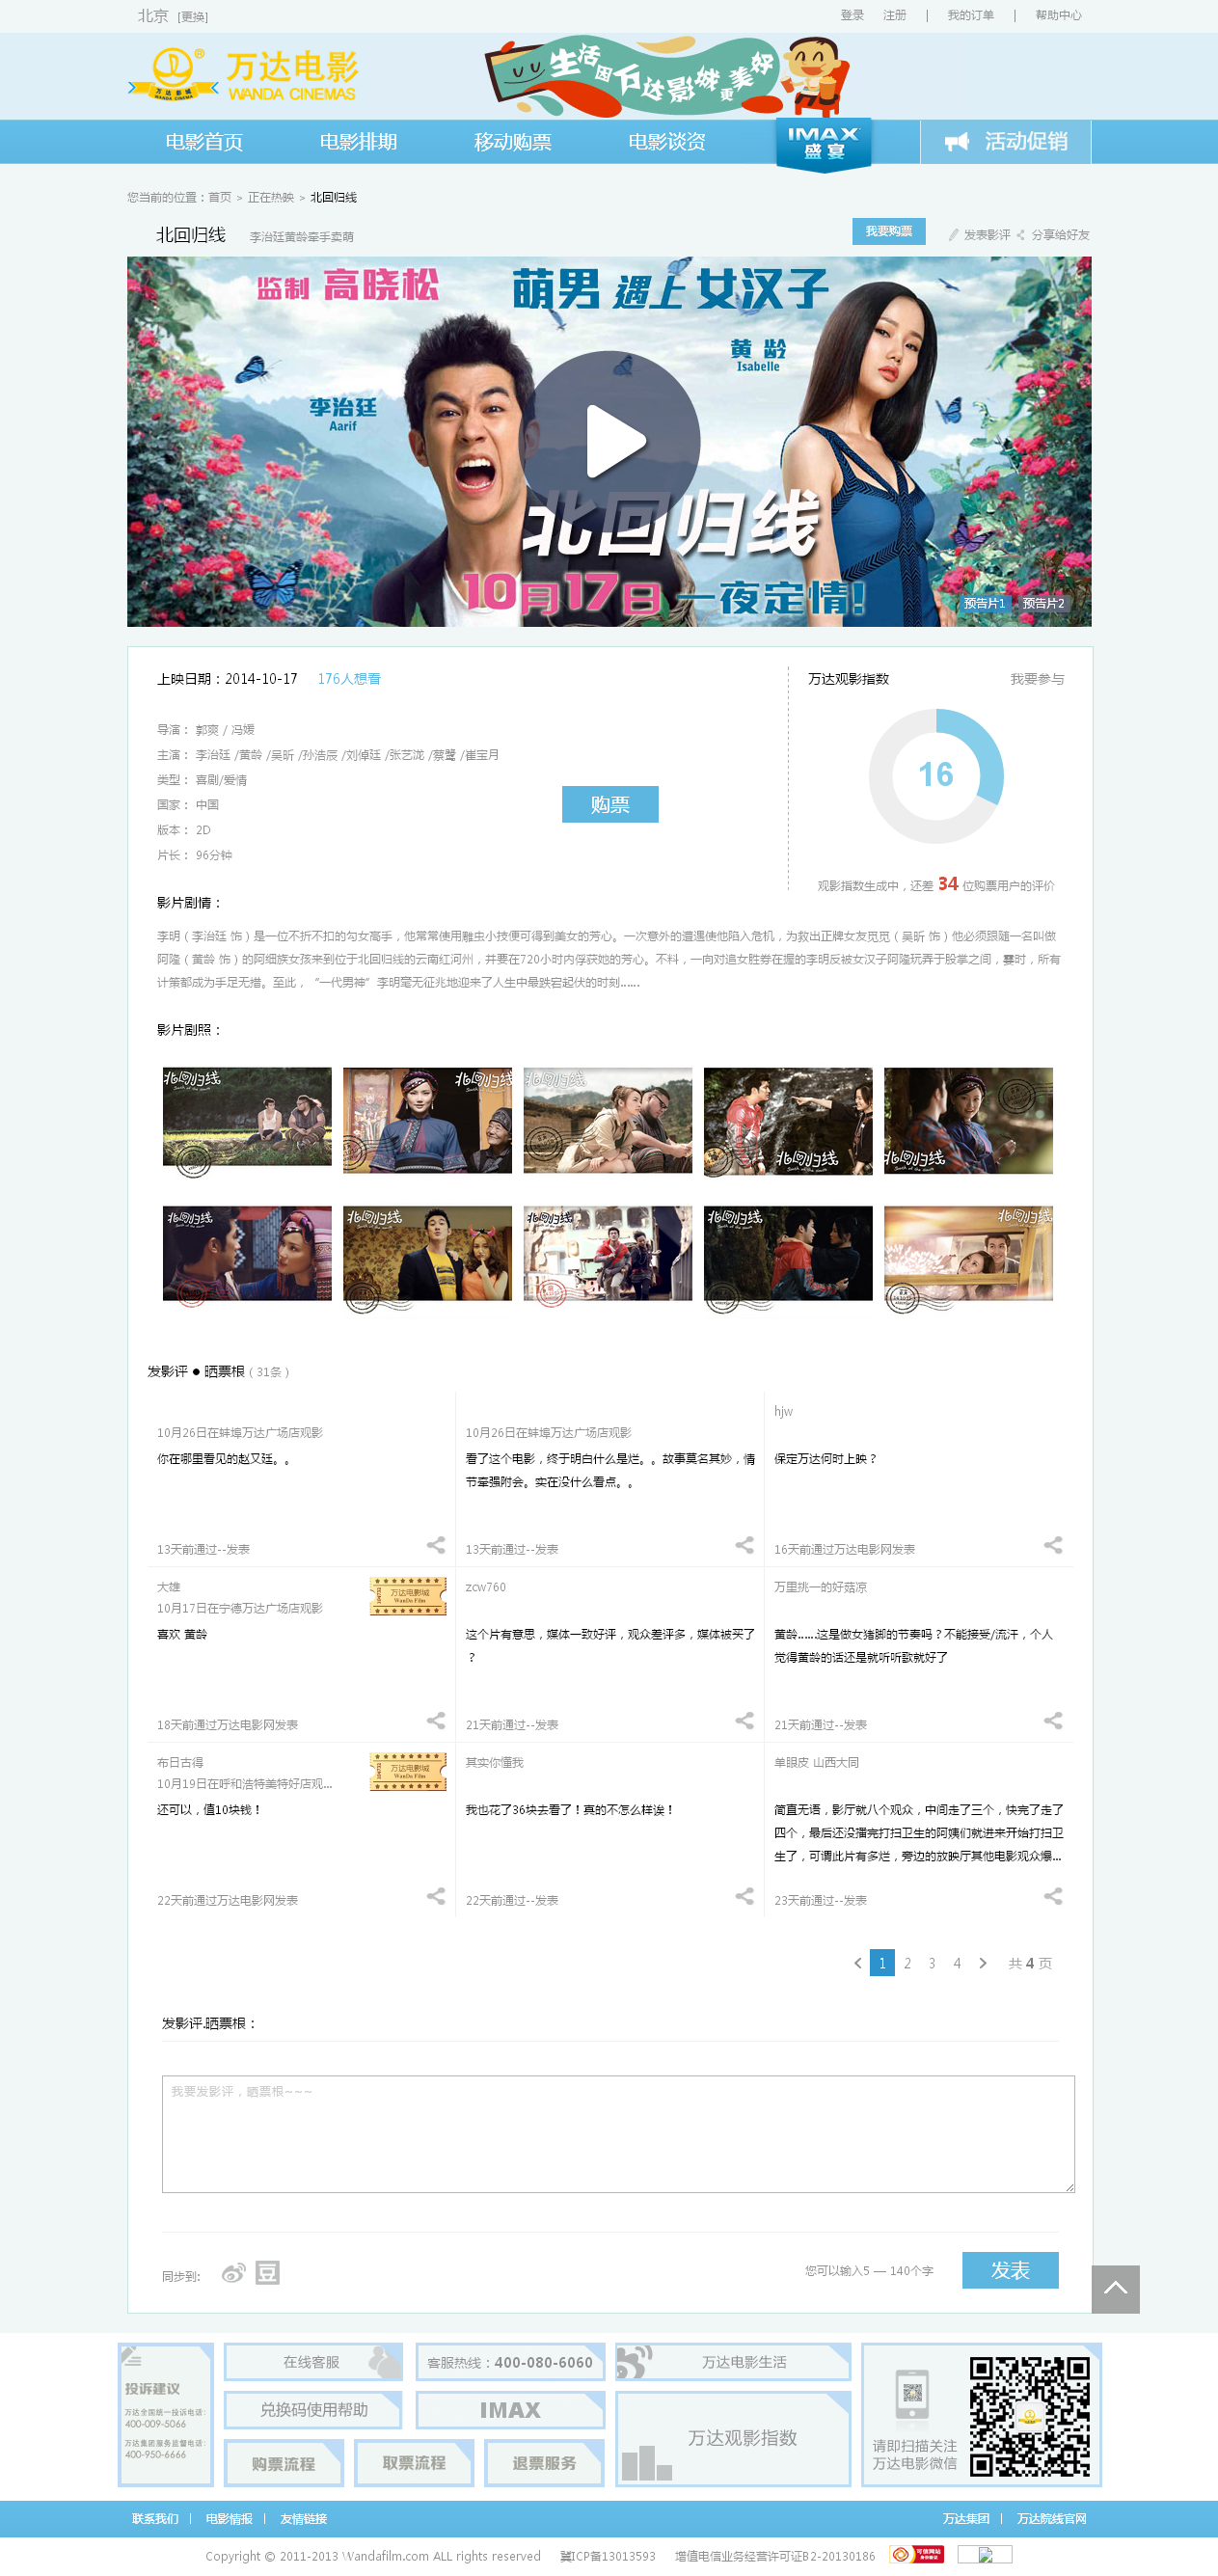 北京 [更换]
登录 注册 | 我的订单 | 帮助中心
万达影城
WANDA CINEMA
万达电影
WANDA CINEMAS
生活因万达影城更美好
电影首页 电影排期 移动购票 电影谈资 IMAX 盛宴 活动促销
您当前的位置：首页 > 正在热映 > 北回归线
北回归线 李治廷黄龄牵手卖萌 我要购票 发表影评 分享给好友
监制 高晓松 萌男 遇上 女汉子
黄 龄
Isabelle
李治廷
Aarif
北回归线
10月17日 一夜定情!
预告片1 预告片2
上映日期：2014-10-17 176人想看
万达观影指数 我要参与
导演： 郭爽 / 冯媛
主演： 李治廷 /黄龄 /吴昕 /孙浩辰 /刘倬廷 /张艺泷 /蔡鹭 /崔宝月
类型： 喜剧/爱情
国家： 中国
版本： 2D
片长： 96分钟
购票
16
观影指数生成中，还差 34 位购票用户的评价
影片剧情：
李玥（李治廷 饰）是一位不折不扣的勾女高手，他常常使用雕虫小技便可得到美女的芳心。一次意外的遭遇使他陷入危机，为救出正牌女友觅觅（吴昕 饰）他必须跟随一名叫做
阿隆（黄龄 饰）的阿细族女孩来到位于北回归线的云南红河州，并要在720小时内俘获她的芳心。不料，一向对追女胜券在握的李玥反被女汉子阿隆玩弄于股掌之间，霎时，所有
计策都成为手足无措。至此，“一代男神”李玥毫无征兆地迎来了人生中最跌宕起伏的时刻……
影片剧照：
北回归线 北回归线 北回归线 北回归线 北回归线
北回归线 北回归线 北回归线 北回归线 北回归线
发影评 ● 晒票根（31条）
10月26日在蚌埠万达广场店观影
你在哪里看见的赵又廷。。
13天前通过--发表
10月26日在蚌埠万达广场店观影
看了这个电影，终于明白什么是烂。。故事莫名其妙，情
节牵强附会。实在没什么看点。。
13天前通过--发表
hjw
保定万达何时上映？
16天前通过万达电影网发表
大雄
10月17日在宁德万达广场店观影
万达电影城
WanDa Film
喜欢 黄龄
18天前通过万达电影网发表
zcw760
这个片有意思，媒体一致好评，观众差评多，媒体被买了
？
21天前通过--发表
万里挑一的好菇凉
黄龄……这是做女猪脚的节奏吗？不能接受/流汗，个人
觉得黄龄的话还是就听听歌就好了
21天前通过--发表
布日古得
10月19日在呼和浩特美特好店观...
万达电影城
WanDa Film
还可以，值10块钱！
22天前通过万达电影网发表
其实你懂我
我也花了36块去看了！真的不怎么样诶！
22天前通过--发表
单眼皮 山西大同
简直无语，影厅就八个观众，中间走了三个，快完了走了
四个，最后还没播完打扫卫生的阿姨们就进来开始打扫卫
生了，可谓此片有多烂，旁边的放映厅其他电影观众爆...
23天前通过--发表
1 2 3 4 共 4 页
发影评.晒票根：
我要发影评，晒票根~~~
同步到: 豆
您可以输入5 — 140个字 发表
投诉建议
万达全国统一投诉电话:
400-009-5066
万达集团服务监督电话:
400-950-6666
在线客服 客服热线：400-080-6060
兑换码使用帮助 IMAX
购票流程 取票流程 退票服务
万达电影生活
万达观影指数
请即扫描关注
万达电影微信
联系我们 | 电影情报 | 友情链接
万达集团 | 万达院线官网
Copyright © 2011-2013 Wandafilm.com ALL rights reserved 冀ICP备13013593 增值电信业务经营许可证B2-20130186 可信网站